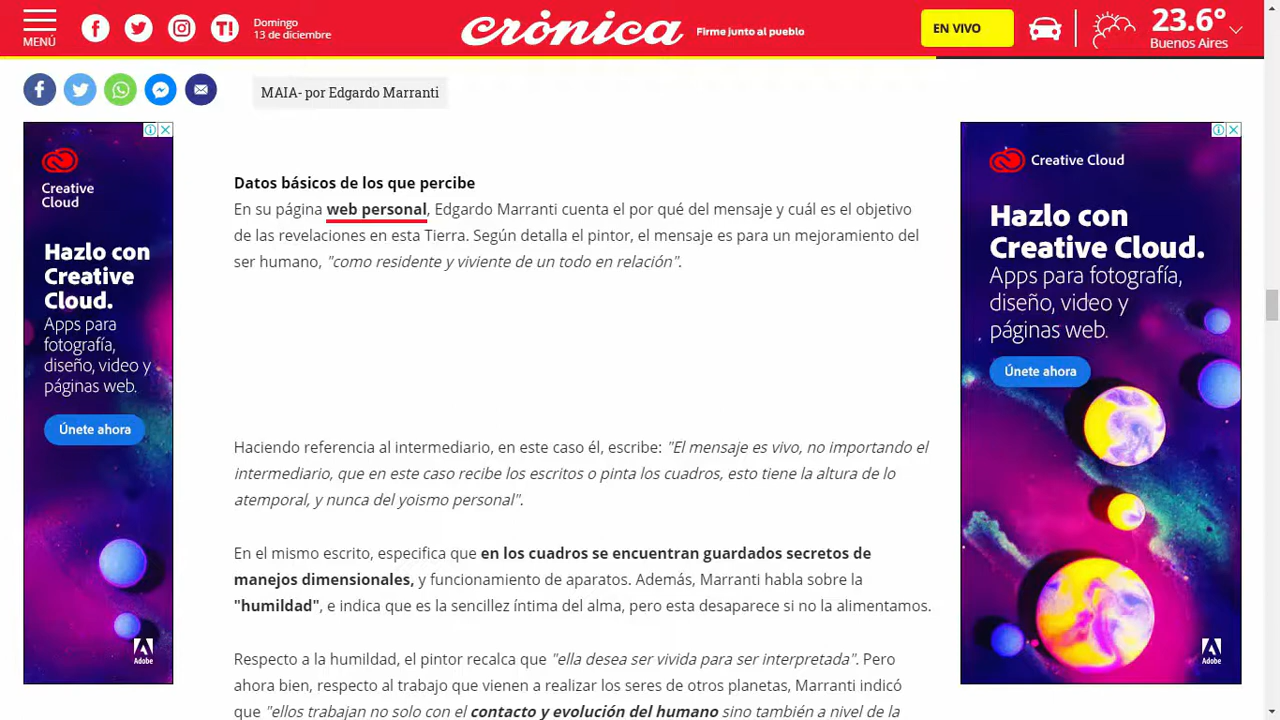 MENÚ
Domingo
13 de diciembre
crònica
Firme junto al pueblo
EN VIVO
23.6°
Buenos Aires
MAIA- por Edgardo Marranti
Creative
Cloud
Hazlo con
Creative
Cloud.
Apps para
fotografía,
diseño, video y
páginas web.
Únete ahora
Adobe
Datos básicos de los que percibe
En su página web personal, Edgardo Marranti cuenta el por qué del mensaje y cuál es el objetivo
de las revelaciones en esta Tierra. Según detalla el pintor, el mensaje es para un mejoramiento del
ser humano, "como residente y viviente de un todo en relación".
Haciendo referencia al intermediario, en este caso él, escribe: "El mensaje es vivo, no importando el
intermediario, que en este caso recibe los escritos o pinta los cuadros, esto tiene la altura de lo
atemporal, y nunca del yoismo personal".
En el mismo escrito, especifica que en los cuadros se encuentran guardados secretos de
manejos dimensionales, y funcionamiento de aparatos. Además, Marranti habla sobre la
"humildad", e indica que es la sencillez íntima del alma, pero esta desaparece si no la alimentamos.
Respecto a la humildad, el pintor recalca que "ella desea ser vivida para ser interpretada". Pero
ahora bien, respecto al trabajo que vienen a realizar los seres de otros planetas, Marranti indicó
que "ellos trabajan no solo con el contacto y evolución del humano sino también a nivel de la
Creative Cloud
Hazlo con
Creative Cloud.
Apps para fotografía,
diseño, video y
páginas web.
Únete ahora
Adobe